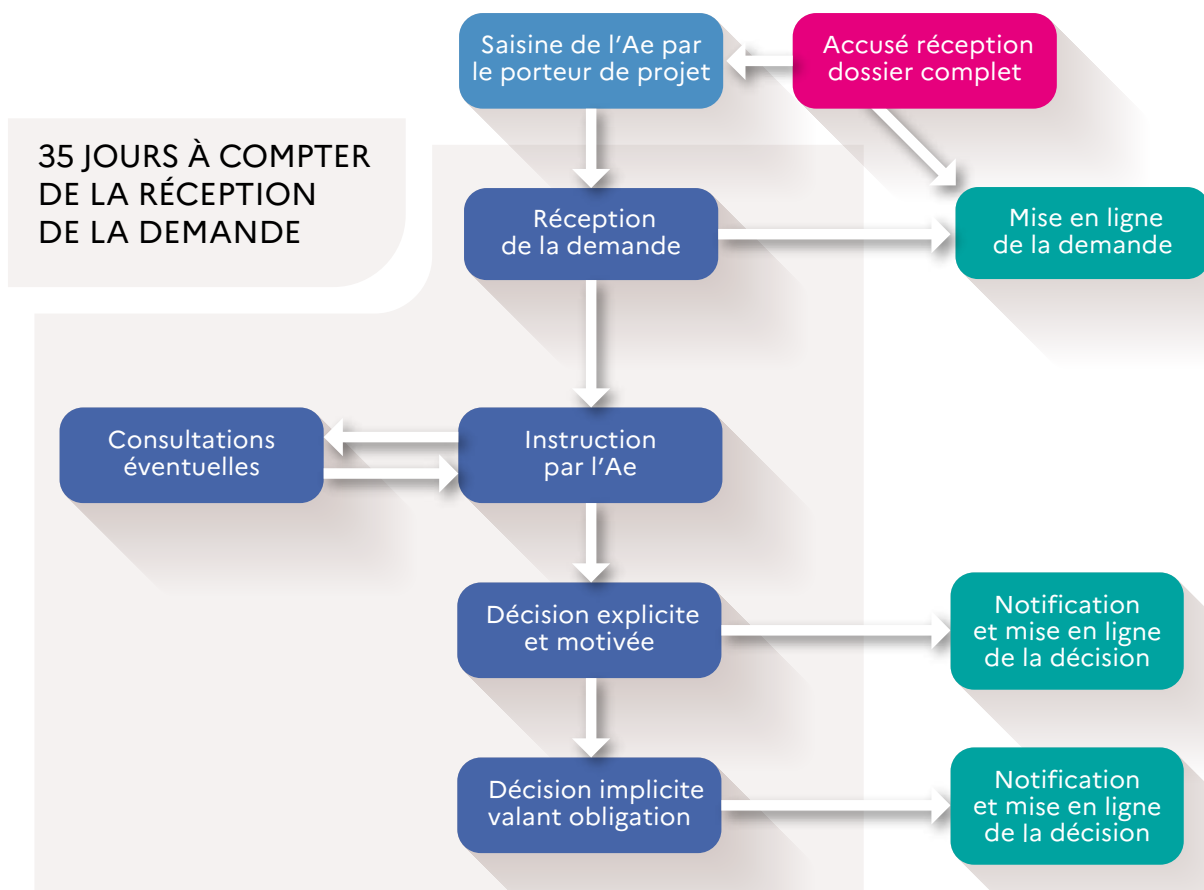 Saisine de l'Ae par
le porteur de projet
Accusé réception
dossier complet
35 JOURS À COMPTER
DE LA RÉCEPTION
DE LA DEMANDE
Réception
de la demande
Mise en ligne
de la demande
Consultations
éventuelles
Instruction
par l'Ae
Décision explicite
et motivée
Notification
et mise en ligne
de la décision
Décision implicite
valant obligation
Notification
et mise en ligne
de la décision